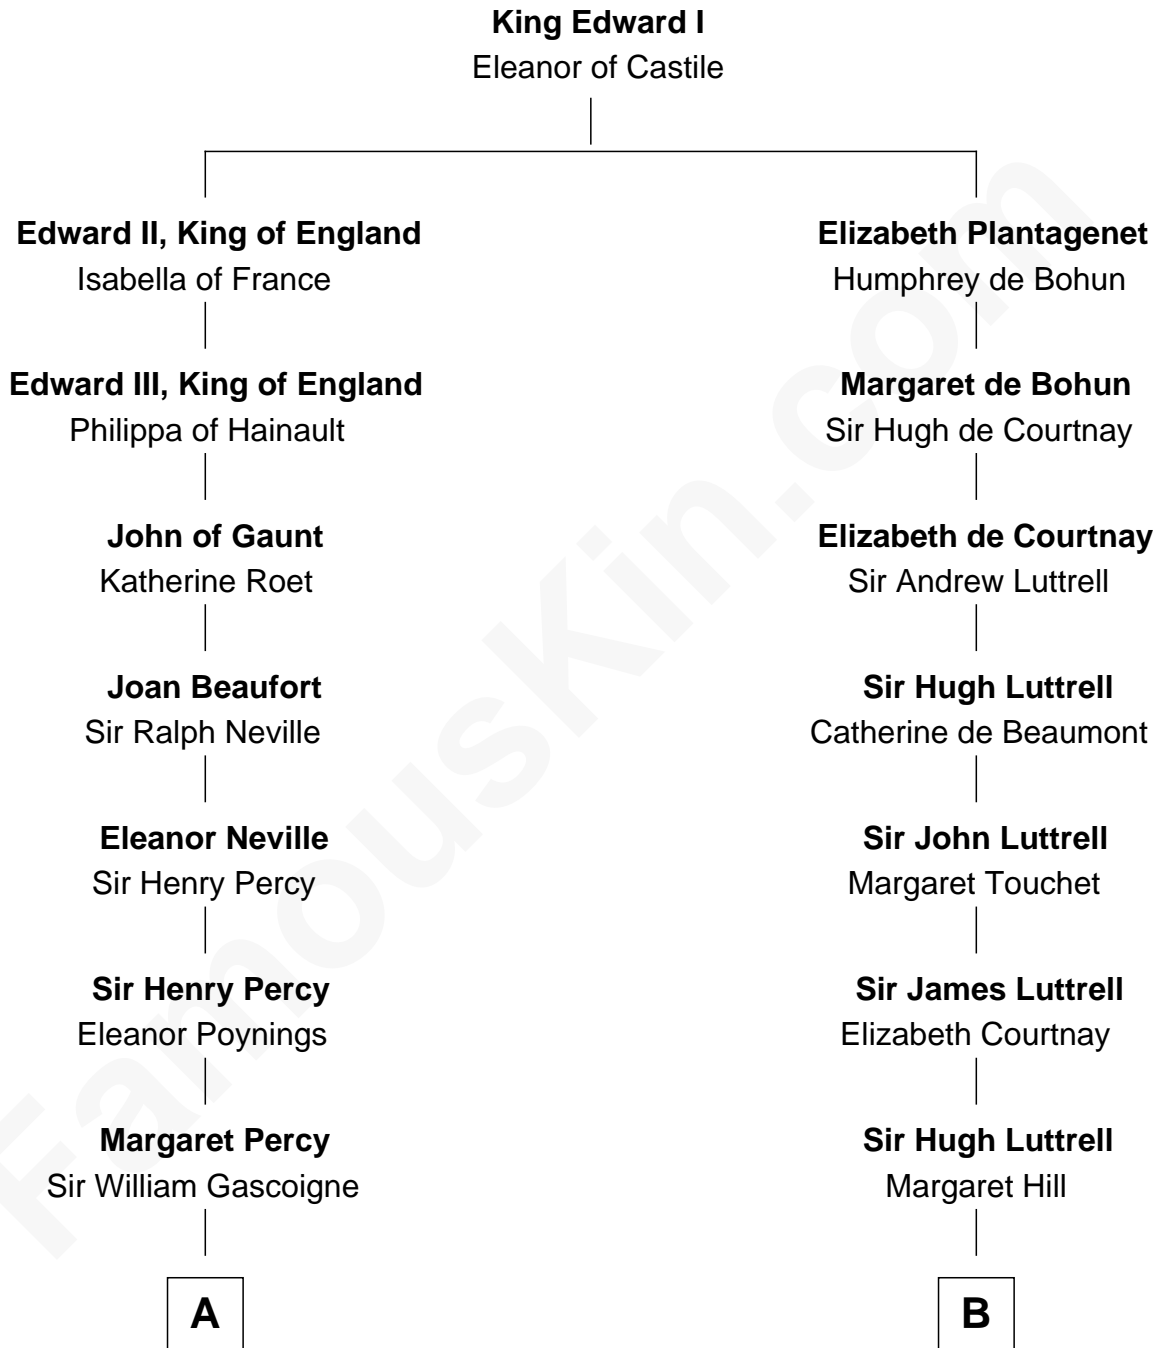 King Edward I
Eleanor of Castile
Edward II, King of England
Isabella of France
Edward III, King of England
Philippa of Hainault
John of Gaunt
Katherine Roet
Joan Beaufort
Sir Ralph Neville
Eleanor Neville
Sir Henry Percy
Sir Henry Percy
Eleanor Poynings
Margaret Percy
Sir William Gascoigne
A
Elizabeth Plantagenet
Humphrey de Bohun
Margaret de Bohun
Sir Hugh de Courtnay
Elizabeth de Courtnay
Sir Andrew Luttrell
Sir Hugh Luttrell
Catherine de Beaumont
Sir John Luttrell
Margaret Touchet
Sir James Luttrell
Elizabeth Courtnay
Sir Hugh Luttrell
Margaret Hill
B
FamousKin.com